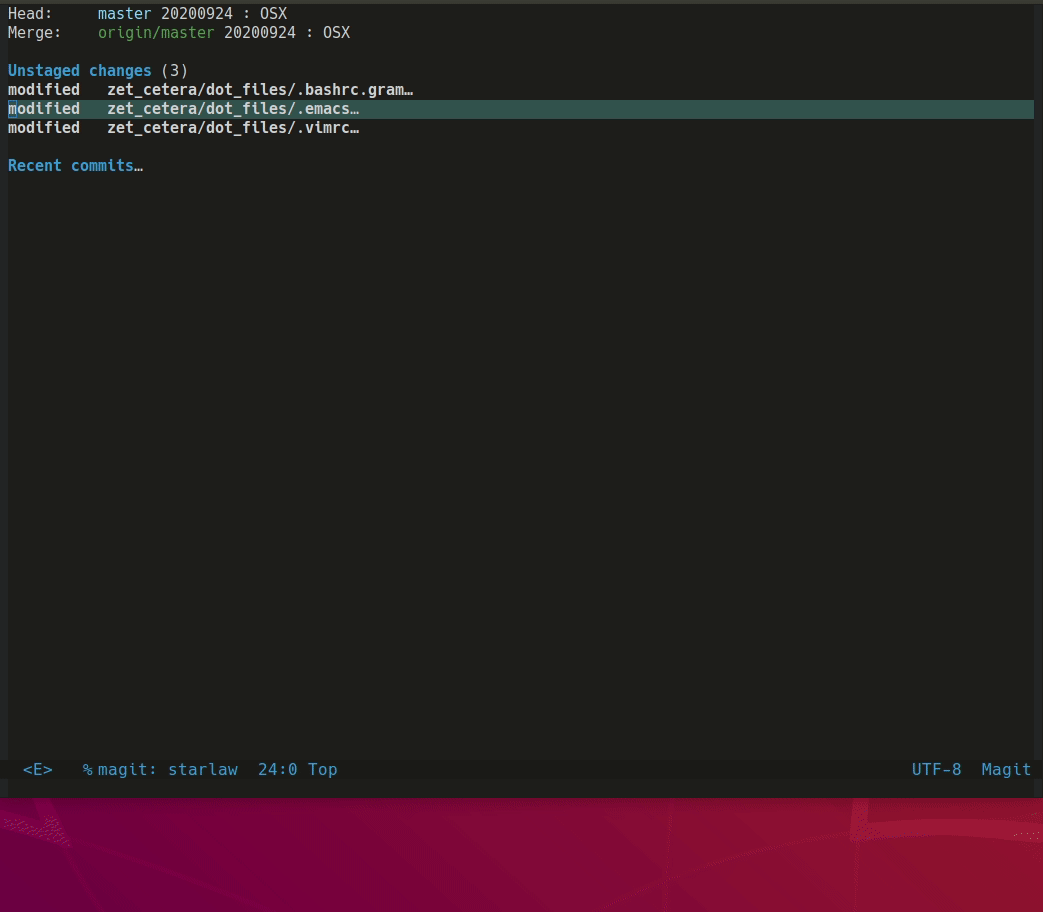 Head:     master 20200924 : OSX
Merge:    origin/master 20200924 : OSX
Unstaged changes (3)
modified   zet_cetera/dot_files/.bashrc.gram…
modified   zet_cetera/dot_files/.emacs…
modified   zet_cetera/dot_files/.vimrc…
Recent commits…
<E>   % magit: starlaw  24:0 Top   UTF-8  Magit